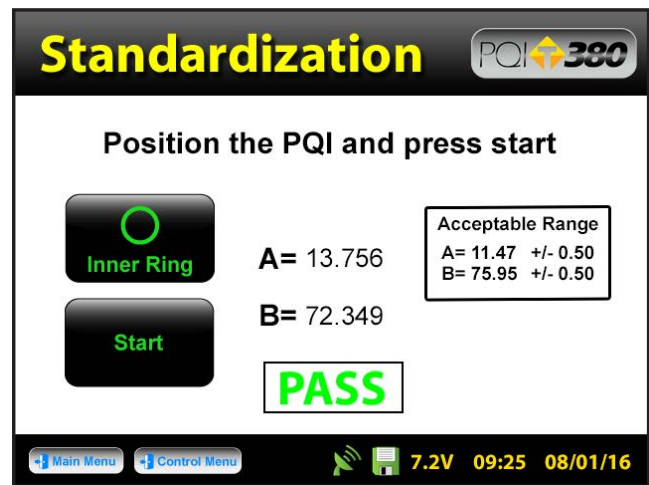 Standardization
PQI 380
Position the PQI and press start
Inner Ring
Start
A= 13.756
B= 72.349
PASS
Acceptable Range
A= 11.47 +/- 0.50
B= 75.95 +/- 0.50
Main Menu
Control Menu
7.2V 09:25 08/01/16